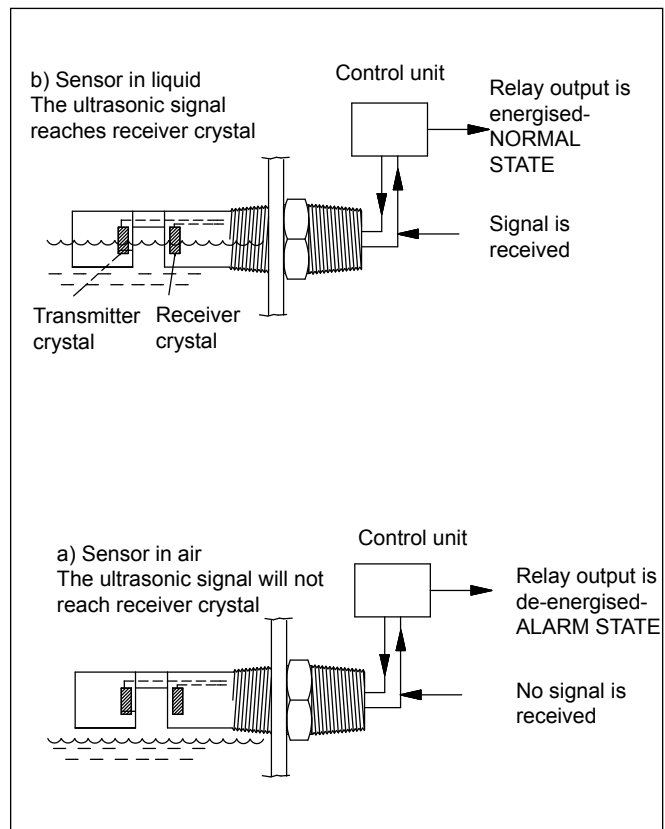 b) Sensor in liquid
The ultrasonic signal
reaches receiver crystal
Control unit
Relay output is
energised-
NORMAL
STATE
Signal is
received
Transmitter
crystal
Receiver
crystal
a) Sensor in air
The ultrasonic signal will not
reach receiver crystal
Control unit
Relay output is
de-energised-
ALARM STATE
No signal is
received